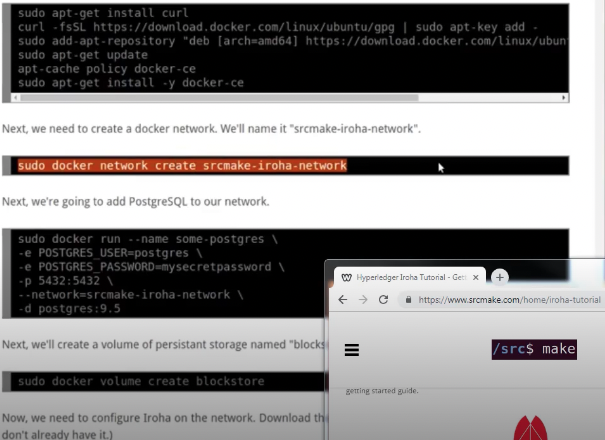 sudo apt-get install curl
curl -fsSL https://download.docker.com/linux/ubuntu/gpg | sudo apt-key add -
sudo add-apt-repository "deb [arch=amd64] https://download.docker.com/linux/ubun
sudo apt-get update
apt-cache policy docker-ce
sudo apt-get install -y docker-ce
Next, we need to create a docker network. We'll name it "srcmake-iroha-network".
sudo docker network create srcmake-iroha-network
Next, we're going to add PostgreSQL to our network.
sudo docker run --name some-postgres \
-e POSTGRES_USER=postgres \
-e POSTGRES_PASSWORD=mysecretpassword \
-p 5432:5432 \
--network=srcmake-iroha-network \
-d postgres:9.5
Next, we'll create a volume of persistant storage named "blocks
sudo docker volume create blockstore
Now, we need to configure Iroha on the network. Download the
don't already have it.)
Hyperledger Iroha Tutorial - Gett
https://www.srcmake.com/home/iroha-tutorial
/src$ make
getting started guide.